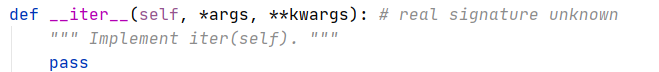 def __iter__(self, *args, **kwargs): # real signature unknown
    """ Implement iter(self). """
    pass